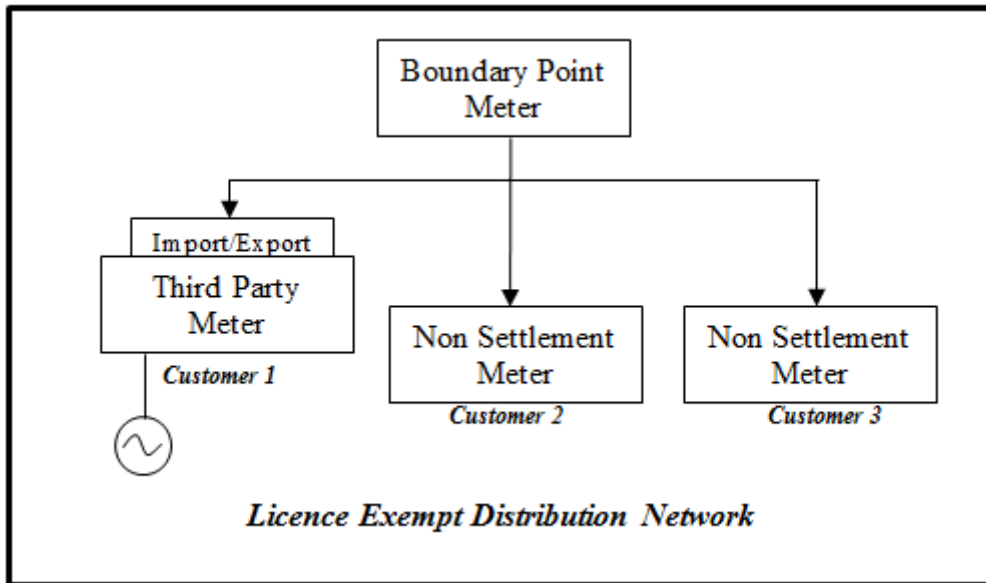 Boundary Point
Meter
Import/Export
Third Party
Meter
Customer 1
Non Settlement
Meter
Customer 2
Non Settlement
Meter
Customer 3
Licence Exempt Distribution Network